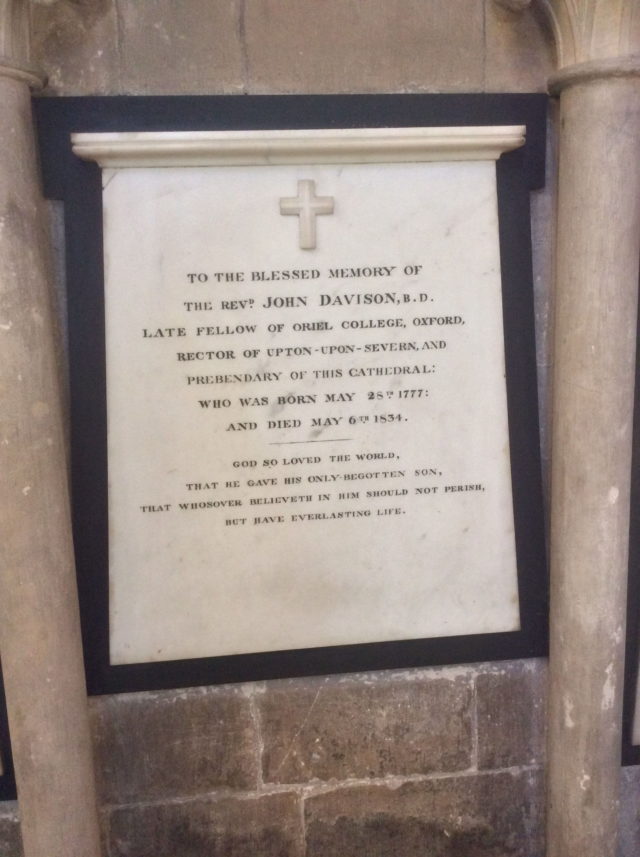 TO THE BLESSED MEMORY OF
THE REVD. JOHN DAVISON, B.D.
LATE FELLOW OF ORIEL COLLEGE, OXFORD,
RECTOR OF UPTON-UPON-SEVERN, AND
PREBENDARY OF THIS CATHEDRAL:
WHO WAS BORN MAY 28TH 1777:
AND DIED MAY 6TH 1834.
GOD SO LOVED THE WORLD,
THAT HE GAVE HIS ONLY-BEGOTTEN SON,
THAT WHOSOVER BELIEVETH IN HIM SHOULD NOT PERISH,
BUT HAVE EVERLASTING LIFE.